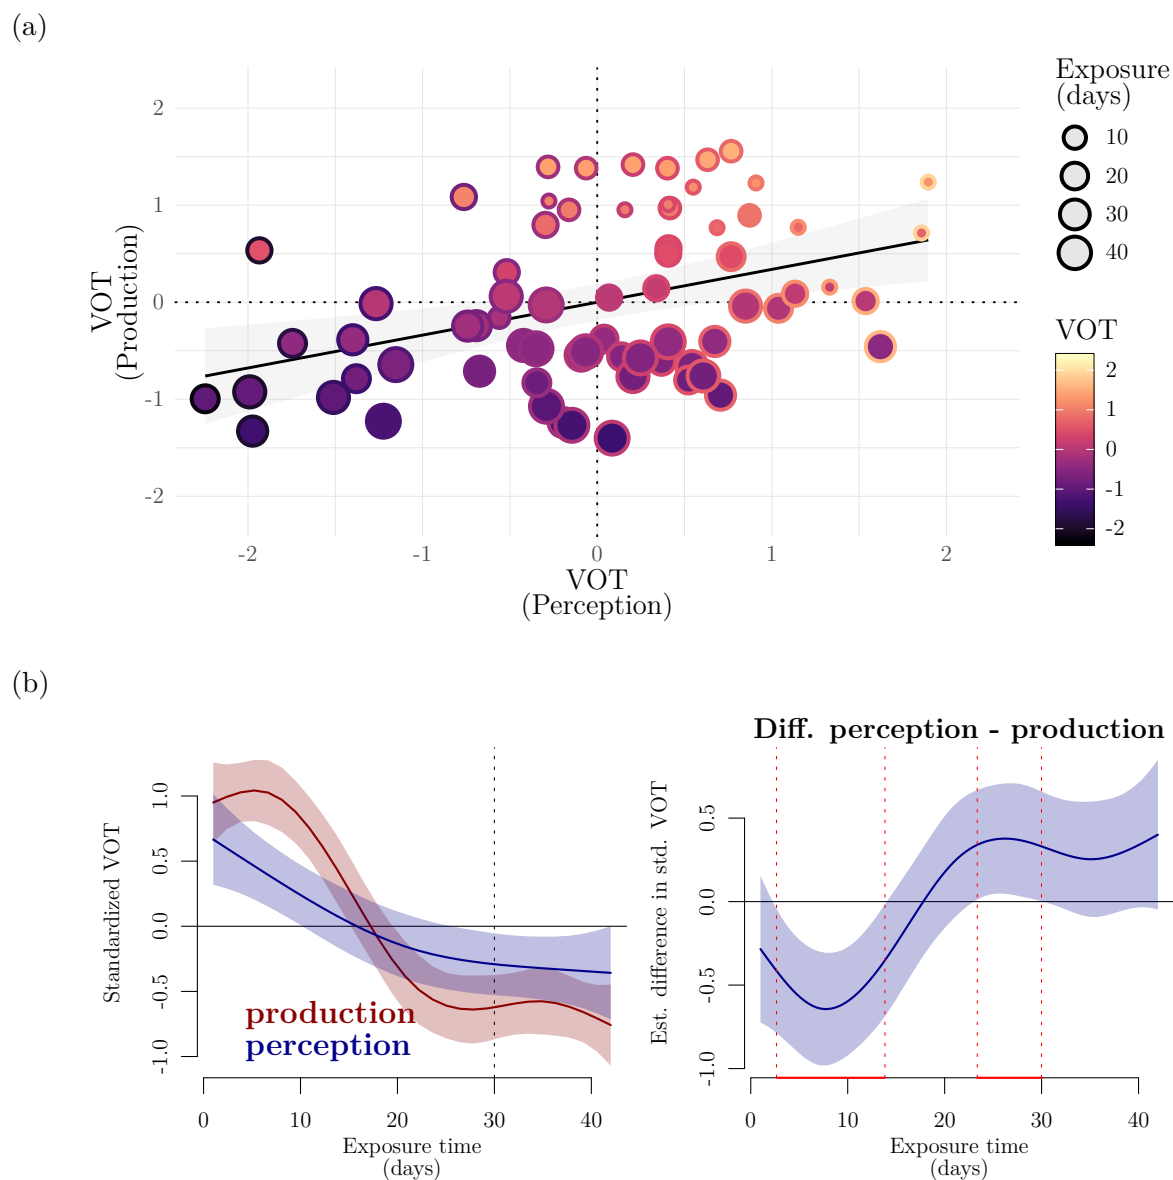 (a)
VOT
(Production)
2
1
0
-1
-2
-2
-1
0
1
2
VOT
(Perception)
Exposure
(days)
10
20
30
40
VOT
2
1
0
-1
-2
(b)
Standardized VOT
1.0
0.5
0.0
-0.5
-1.0
production
perception
0
10
20
30
40
Exposure time
(days)
Diff. perception - production
Est. difference in std. VOT
0.5
0.0
-0.5
-1.0
0
10
20
30
40
Exposure time
(days)